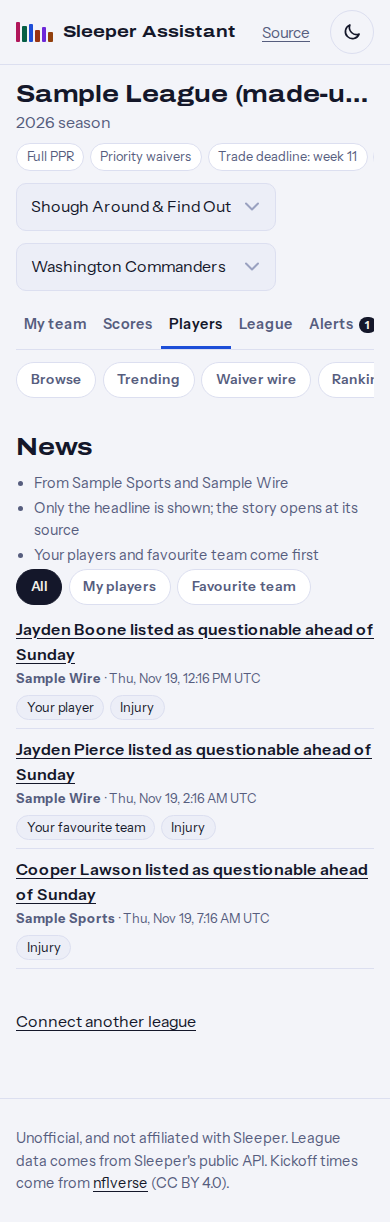 Sleeper Assistant
Source
Sample League (made-u...
2026 season
Full PPR
Priority waivers
Trade deadline: week 11
Shough Around & Find Out
Washington Commanders
My team
Scores
Players
League
Alerts 1
Browse
Trending
Waiver wire
Rankin
News
• From Sample Sports and Sample Wire
• Only the headline is shown; the story opens at its
source
• Your players and favourite team come first
All
My players
Favourite team
Jayden Boone listed as questionable ahead of
Sunday
Sample Wire · Thu, Nov 19, 12:16 PM UTC
Your player
Injury
Jayden Pierce listed as questionable ahead of
Sunday
Sample Wire · Thu, Nov 19, 2:16 AM UTC
Your favourite team
Injury
Cooper Lawson listed as questionable ahead
of Sunday
Sample Sports · Thu, Nov 19, 7:16 AM UTC
Injury
Connect another league
Unofficial, and not affiliated with Sleeper. League
data comes from Sleeper's public API. Kickoff times
come from nflverse (CC BY 4.0).